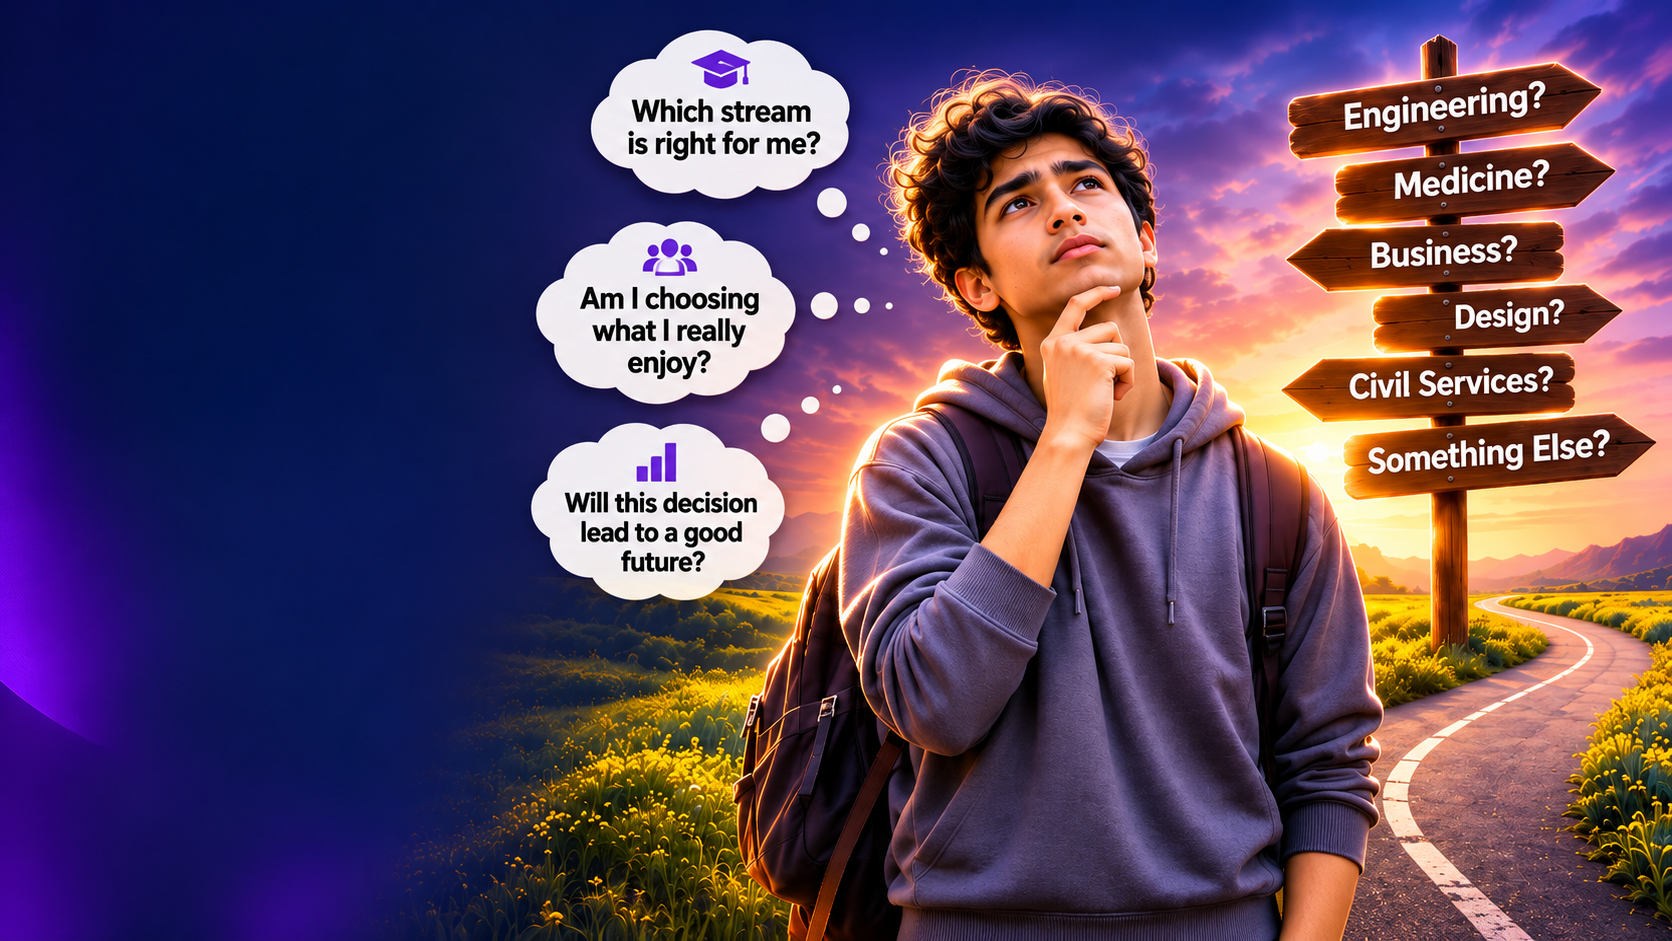 Which stream
is right for me?
Am I choosing
what I really
enjoy?
Will this decision
lead to a good
future?
Engineering?
Medicine?
Business?
Design?
Civil Services?
Something Else?